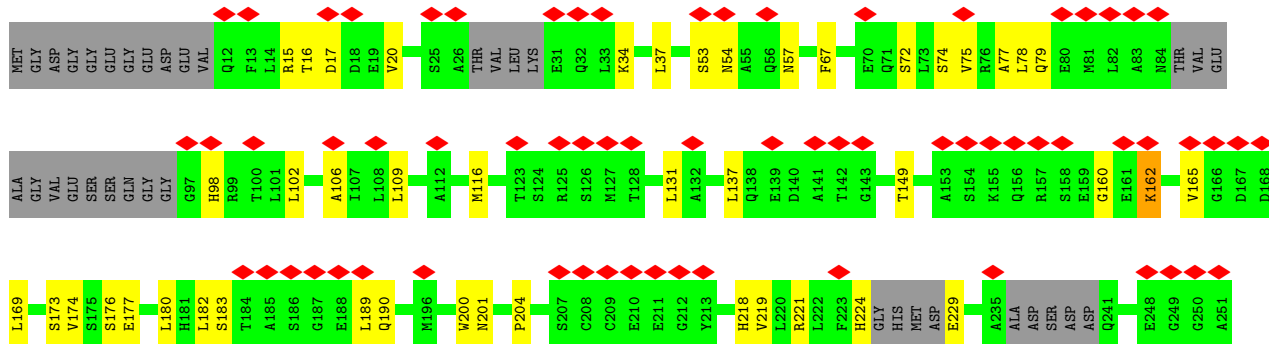 MET GLY ASP GLY GLY GLU GLY GLU ASP GLU VAL Q12 F13 L14 R15 T16 D17 D18 E19 V20 S25 A26 THR VAL LEU LYS E31 Q32 L33 K34 L37 S53 N54 A55 Q56 N57 F67 E70 Q71 S72 L73 S74 V75 R76 A77 L78 Q79 E80 M81 L82 A83 N84 THR VAL GLU
ALA GLY VAL GLU SER SER GLN GLY GLY G97 H98 R99 T100 L101 L102 A106 I107 L108 L109 A112 M116 T123 S124 R125 S126 M127 T128 L131 A132 L137 Q138 E139 D140 A141 T142 G143 T149 A153 S154 K155 Q156 R157 S158 E159 G160 E161 K162 V165 G166 D167 D168
L169 S173 V174 S175 S176 E177 L180 H181 L182 S183 T184 A185 S186 G187 E188 L189 Q190 M196 W200 N201 P204 S207 C208 C209 E210 E211 G212 Y213 H218 V219 L220 R221 L222 F223 H224 GLY HIS MET ASP E229 A235 ALA ASP SER ASP ASP Q241 E248 G249 G250 A251